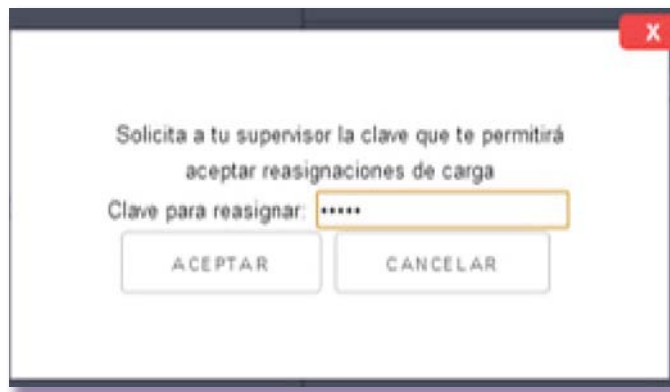 X
Solicita a tu supervisor la clave que te permitirá
aceptar reasignaciones de carga
Clave para reasignar: •••••
ACEPTAR CANCELAR